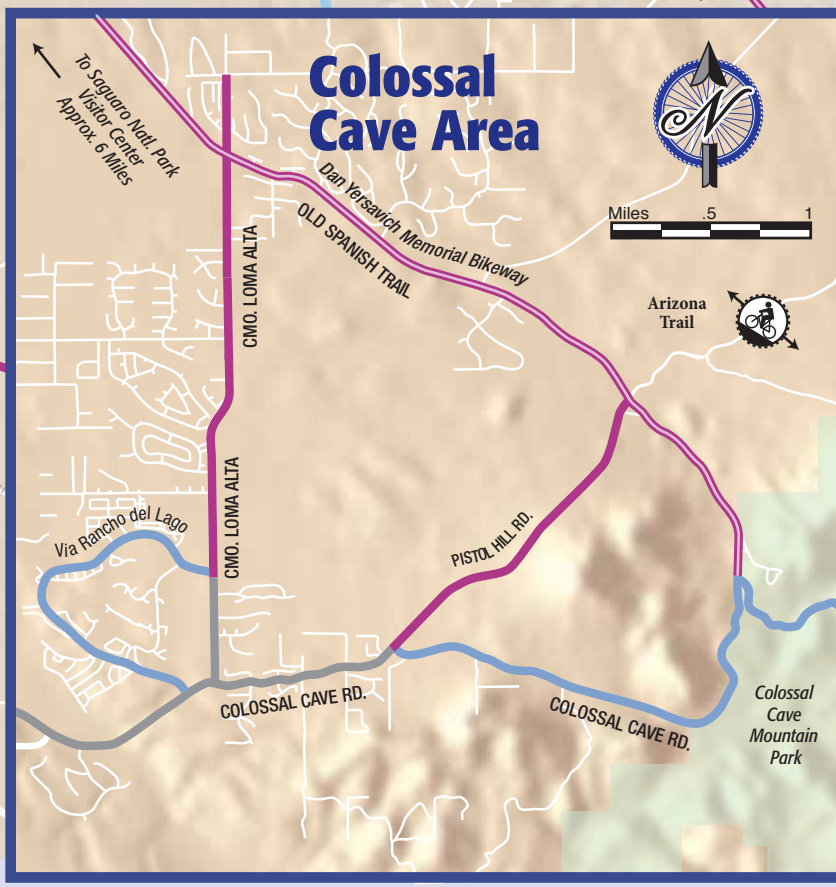 Colossal
Cave Area
To Saguaro Natl. Park
Visitor Center
Approx. 6 Miles
N
Miles .5 1
Dan Yersavich Memorial Bikeway
OLD SPANISH TRAIL
CMO. LOMA ALTA
Arizona
Trail
CMO. LOMA ALTA
Via Rancho del Lago
PISTOL HILL RD.
COLOSSAL CAVE RD.
COLOSSAL CAVE RD.
Colossal
Cave
Mountain
Park